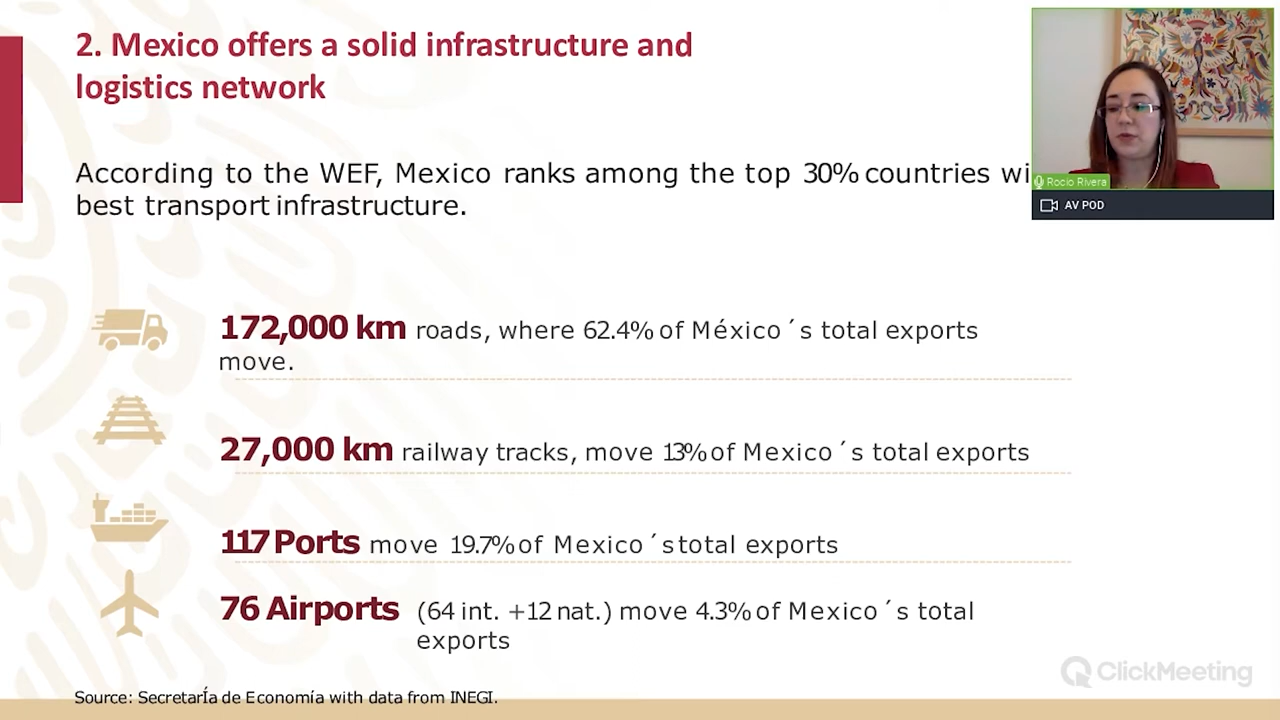 2. Mexico offers a solid infrastructure and
logistics network
According to the WEF, Mexico ranks among the top 30% countries wi
best transport infrastructure.
172,000 km roads, where 62.4% of México´s total exports
move.
27,000 km railway tracks, move 13% of Mexico ´s total exports
117 Ports move 19.7% of Mexico ´s total exports
76 Airports (64 int. +12 nat.) move 4.3% of Mexico ´s total
exports
Source: Secretaría de Economía with data from INEGI.
Rocio Rivera
AV POD
ClickMeeting